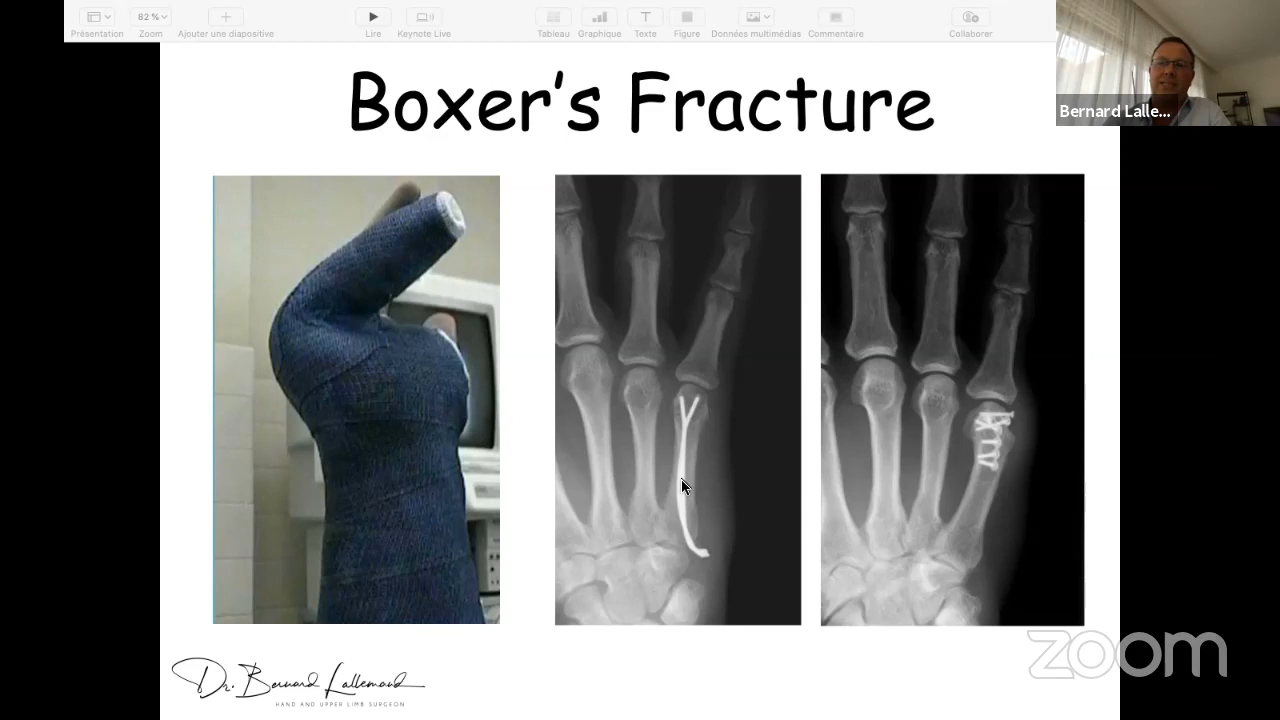 Présentation
82 %
Zoom
Ajouter une diapositive
Lire
Keynote Live
Tableau
Graphique
Texte
Figure
Données multimédias
Commentaire
Collaborer
Bernard Lalle...
Boxer's Fracture
Dr. Bernard Lallemand
HAND AND UPPER LIMB SURGEON
zoom